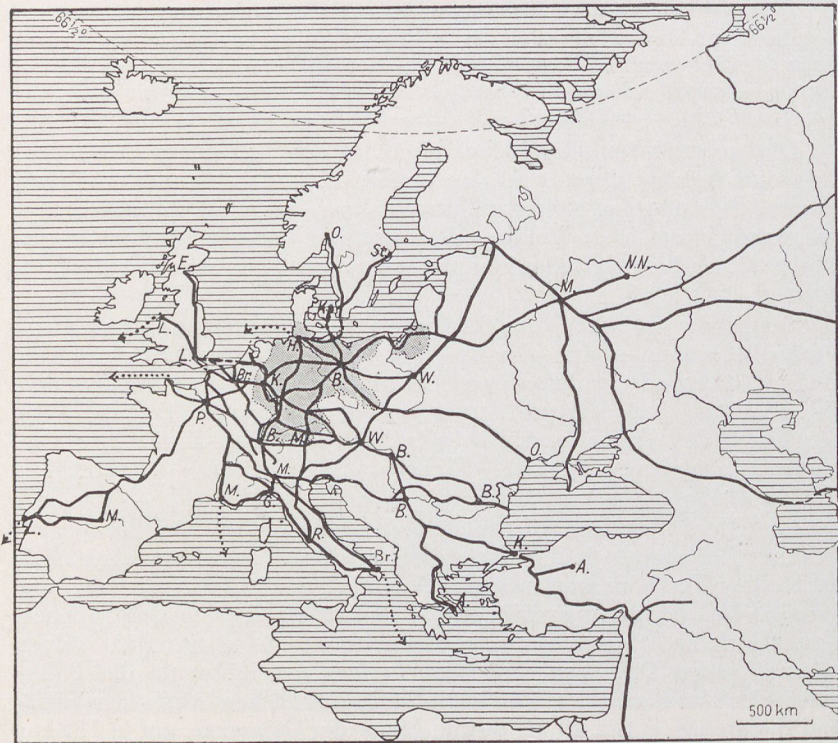 66½°
66½°
O.
St.
E.
K.
L.
N.N.
M.
L.
L.
H.
Br.
K.
B.
W.
P.
B.
M.
W.
O.
B.
M.
M.
G.
B.
B.
R.
K.
A.
L.
M.
Br.
A.
500 km